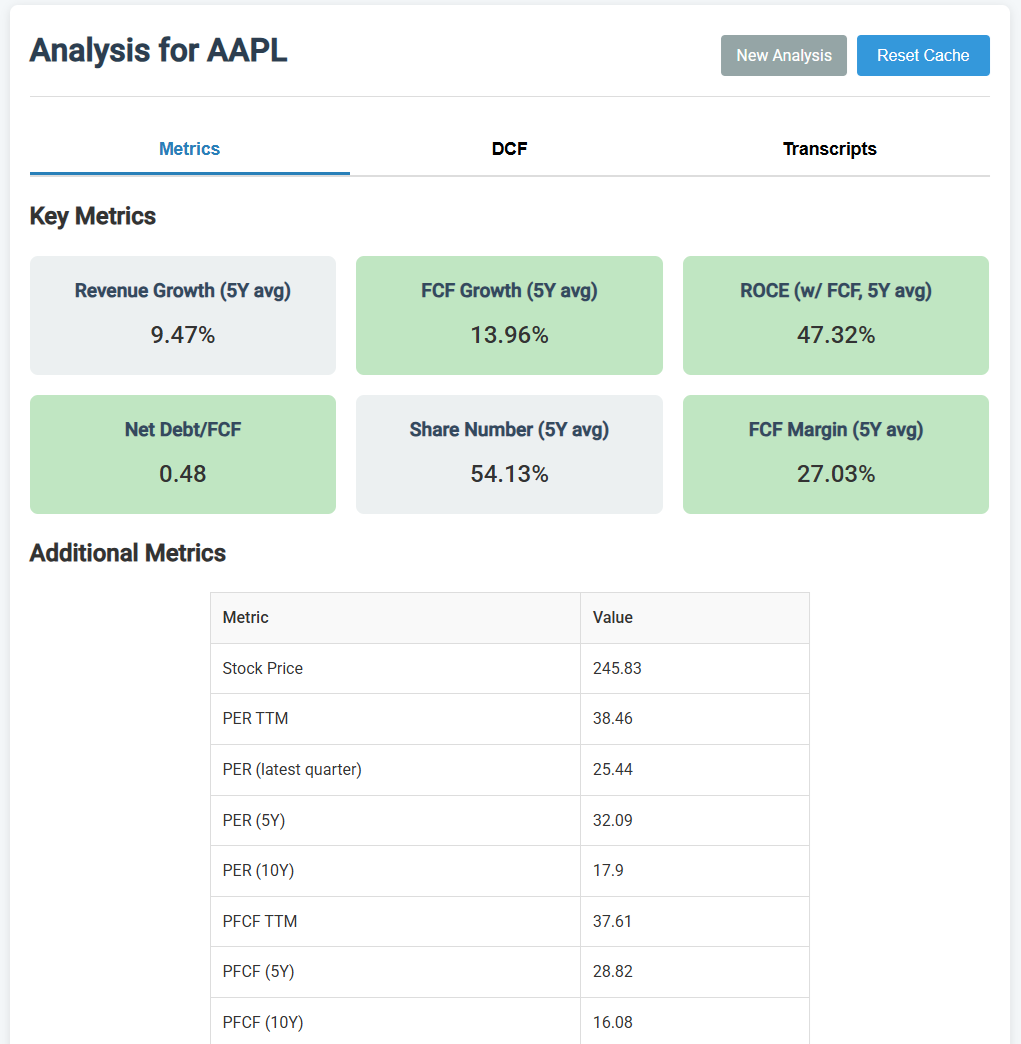 Analysis for AAPL
New Analysis
Reset Cache
Metrics
DCF
Transcripts
Key Metrics
Revenue Growth (5Y avg)
9.47%
FCF Growth (5Y avg)
13.96%
ROCE (w/ FCF, 5Y avg)
47.32%
Net Debt/FCF
0.48
Share Number (5Y avg)
54.13%
FCF Margin (5Y avg)
27.03%
Additional Metrics
Metric Value
Stock Price 245.83
PER TTM 38.46
PER (latest quarter) 25.44
PER (5Y) 32.09
PER (10Y) 17.9
PFCF TTM 37.61
PFCF (5Y) 28.82
PFCF (10Y) 16.08